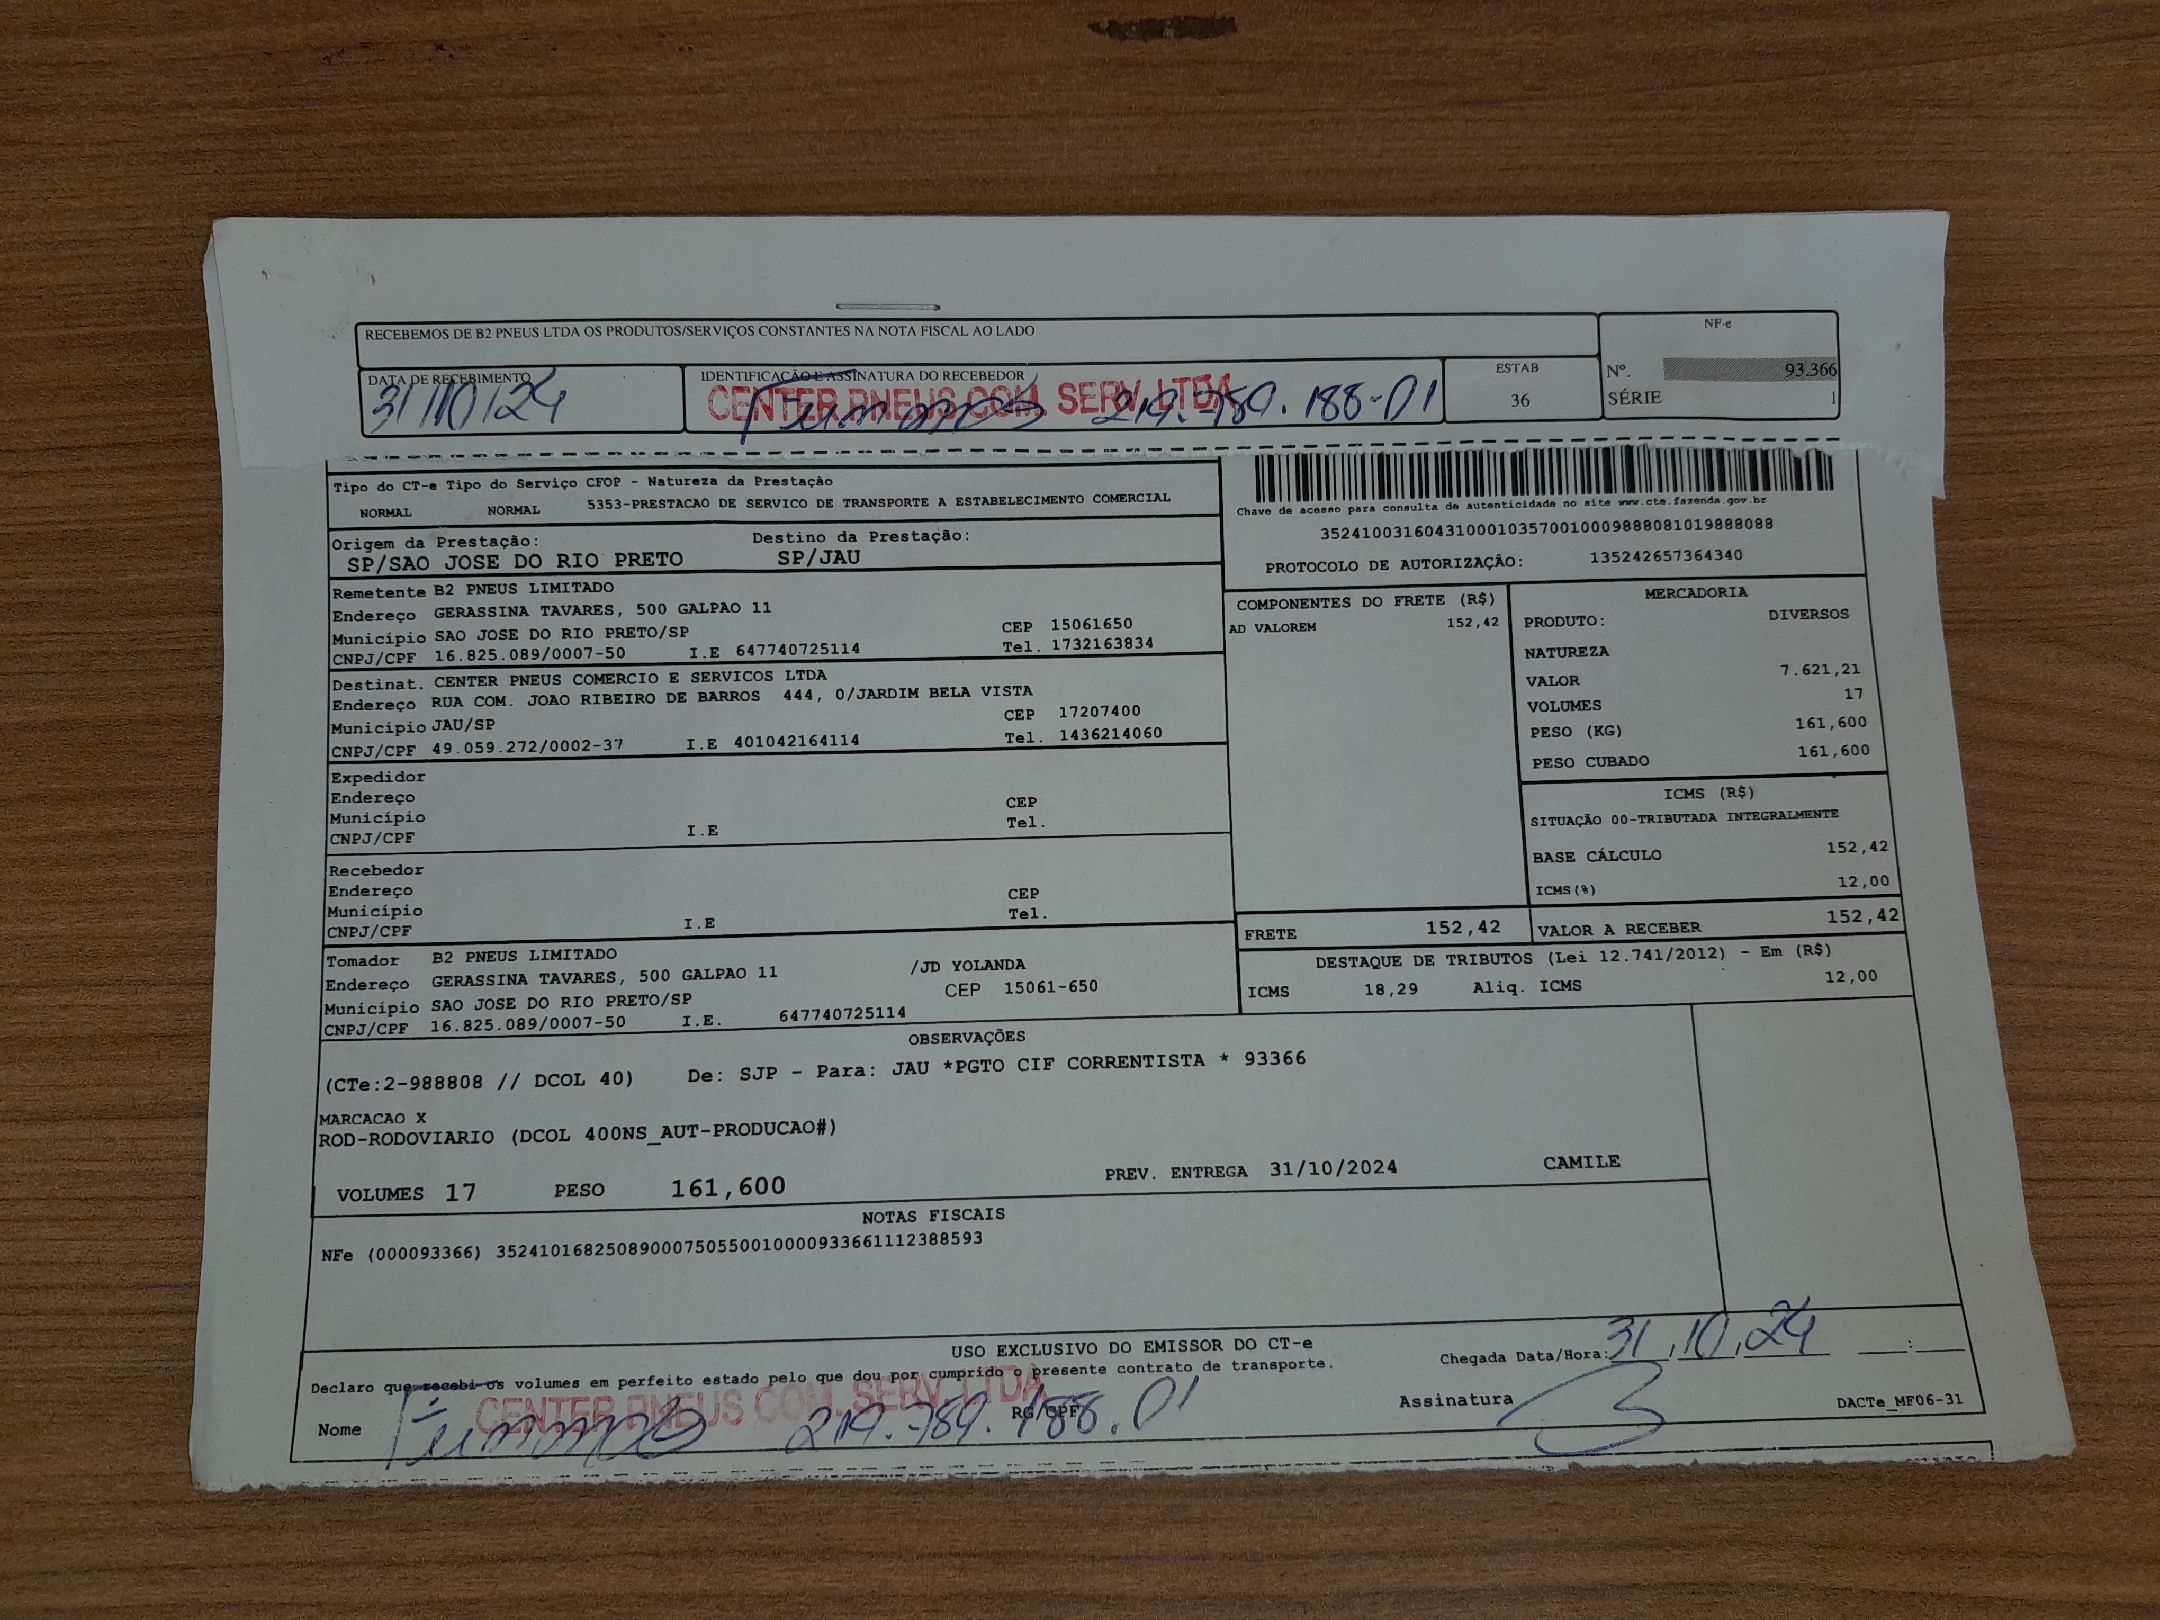 RECEBEMOS DE B2 PNEUS LTDA OS PRODUTOS/SERVIÇOS CONSTANTES NA NOTA FISCAL AO LADO
NF-e
Nº. 93.366
SÉRIE 1
DATA DE RECEBIMENTO
31/10/24
IDENTIFICAÇÃO E ASSINATURA DO RECEBEDOR
CENTER PNEUS COM. SERV. LTDA
219.789.188-01
ESTAB
36
Tipo do CT-e Tipo do Serviço CFOP - Natureza da Prestação
NORMAL NORMAL 5353-PRESTACAO DE SERVICO DE TRANSPORTE A ESTABELECIMENTO COMERCIAL
Chave de acesso para consulta de autenticidade no site www.cte.fazenda.gov.br
35241003160431000103570010009888081019888088
PROTOCOLO DE AUTORIZAÇÃO: 135242657364340
Origem da Prestação: Destino da Prestação:
SP/SAO JOSE DO RIO PRETO SP/JAU
Remetente B2 PNEUS LIMITADO
Endereço GERASSINA TAVARES, 500 GALPAO 11
Município SAO JOSE DO RIO PRETO/SP CEP 15061650
CNPJ/CPF 16.825.089/0007-50 I.E 647740725114 Tel. 1732163834
Destinat. CENTER PNEUS COMERCIO E SERVICOS LTDA
Endereço RUA COM. JOAO RIBEIRO DE BARROS 444, 0/JARDIM BELA VISTA
Município JAU/SP CEP 17207400
CNPJ/CPF 49.059.272/0002-37 I.E 401042164114 Tel. 1436214060
Expedidor
Endereço
Município CEP
CNPJ/CPF I.E Tel.
Recebedor
Endereço
Município CEP
CNPJ/CPF I.E Tel.
Tomador B2 PNEUS LIMITADO
Endereço GERASSINA TAVARES, 500 GALPAO 11 /JD YOLANDA
Município SAO JOSE DO RIO PRETO/SP CEP 15061-650
CNPJ/CPF 16.825.089/0007-50 I.E. 647740725114
COMPONENTES DO FRETE (R$)
AD VALOREM 152,42
MERCADORIA
PRODUTO: DIVERSOS
NATUREZA
VALOR 7.621,21
VOLUMES 17
PESO (KG) 161,600
PESO CUBADO 161,600
ICMS (R$)
SITUAÇÃO 00-TRIBUTADA INTEGRALMENTE
BASE CÁLCULO 152,42
ICMS(%) 12,00
FRETE 152,42 VALOR A RECEBER 152,42
DESTAQUE DE TRIBUTOS (Lei 12.741/2012) - Em (R$)
ICMS 18,29 Aliq. ICMS 12,00
OBSERVAÇÕES
(CTe:2-988808 // DCOL 40) De: SJP - Para: JAU *PGTO CIF CORRENTISTA * 93366
MARCACAO X
ROD-RODOVIARIO (DCOL 400NS_AUT-PRODUCAO#)
VOLUMES 17 PESO 161,600 PREV. ENTREGA 31/10/2024 CAMILE
NOTAS FISCAIS
NFe (000093366) 35241016825089000750550010000933661112388593
USO EXCLUSIVO DO EMISSOR DO CT-e
Declaro que recebi os volumes em perfeito estado pelo que dou por cumprido o presente contrato de transporte.
Chegada Data/Hora: 31,10,24 :
CENTER PNEUS COM. SERV. LTDA
Nome RG/CPF 219.789.188.01 Assinatura
DACTe_MF06-31